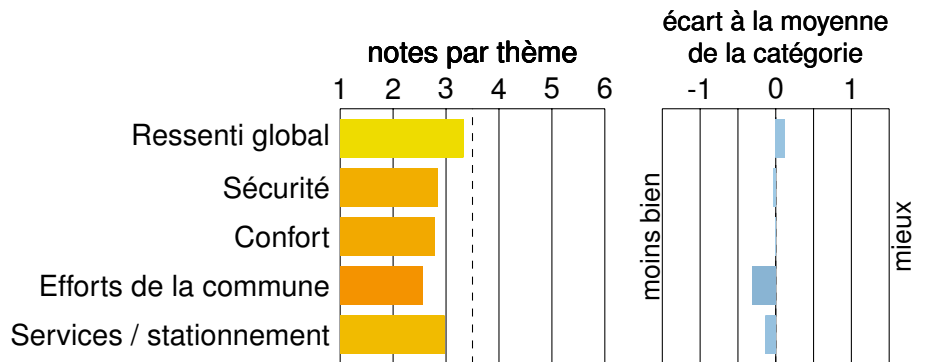 notes par thème
1 2 3 4 5 6
écart à la moyenne
de la catégorie
-1 0 1
Ressenti global
Sécurité
Confort
Efforts de la commune
Services / stationnement
moins bien
mieux